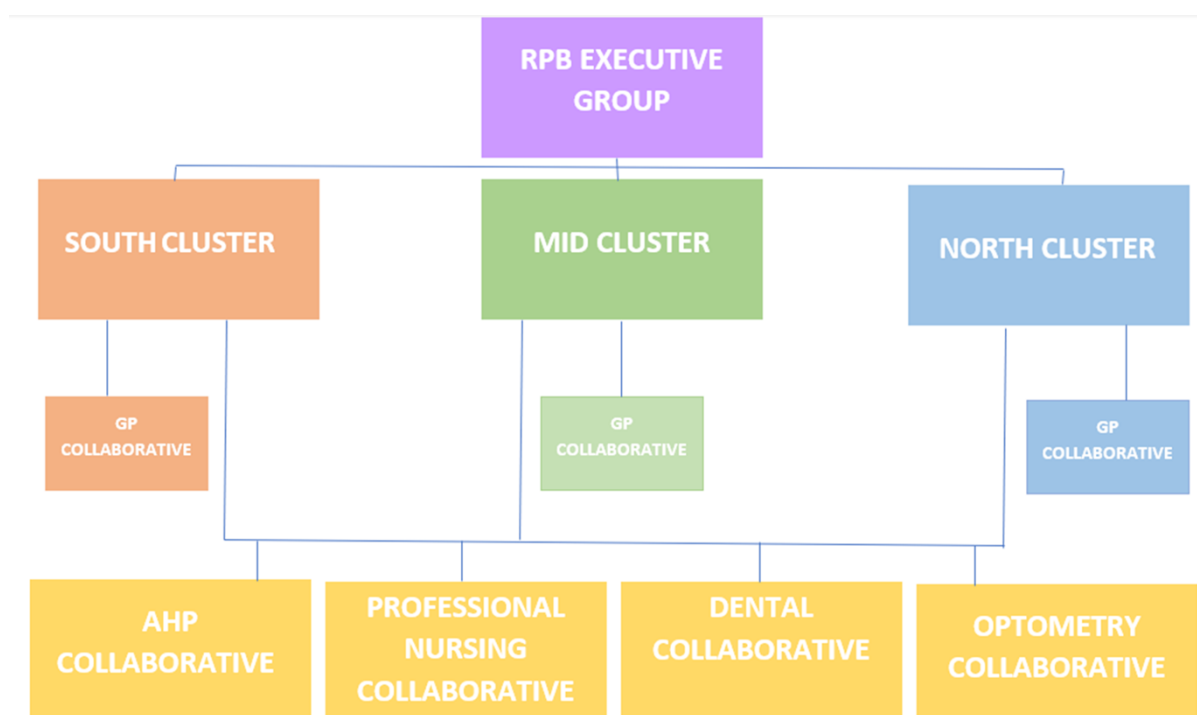 RPB EXECUTIVE
GROUP
SOUTH CLUSTER
MID CLUSTER
NORTH CLUSTER
GP
COLLABORATIVE
GP
COLLABORATIVE
GP
COLLABORATIVE
AHP
COLLABORATIVE
PROFESSIONAL
NURSING
COLLABORATIVE
DENTAL
COLLABORATIVE
OPTOMETRY
COLLABORATIVE